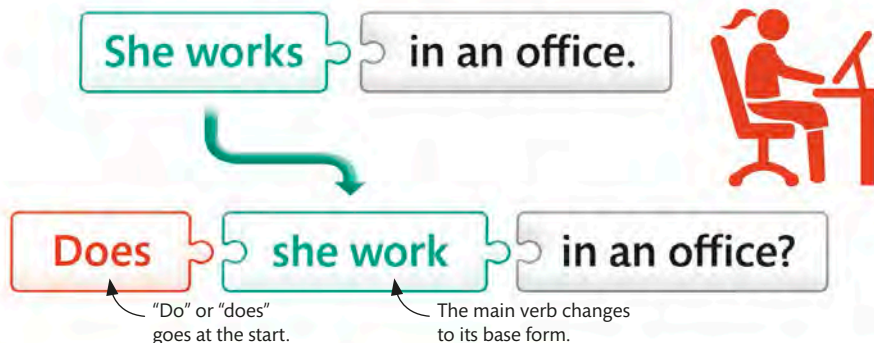 She works in an office.
Does she work in an office?
"Do" or "does"
goes at the start.
The main verb changes
to its base form.